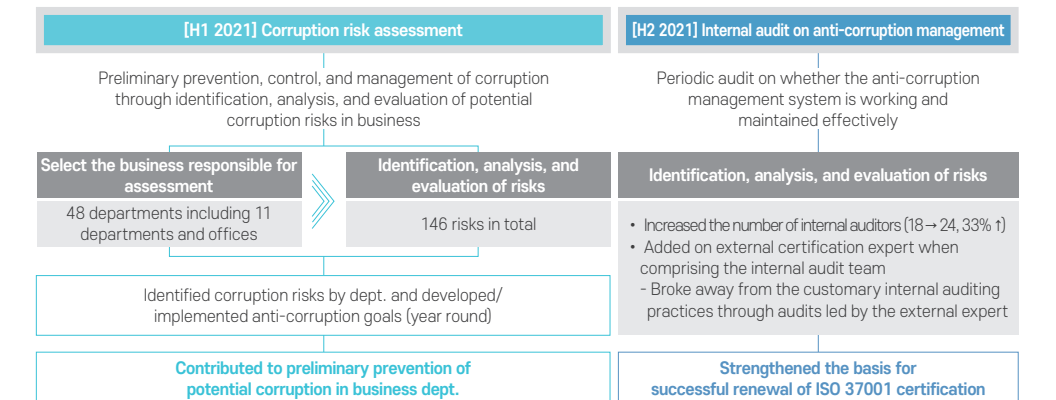 [H1 2021] Corruption risk assessment
Preliminary prevention, control, and management of corruption
through identification, analysis, and evaluation of potential
corruption risks in business
Select the business responsible for
assessment
48 departments including 11
departments and offices
Identification, analysis, and
evaluation of risks
146 risks in total
Identified corruption risks by dept. and developed/
implemented anti-corruption goals (year round)
Contributed to preliminary prevention of
potential corruption in business dept.
[H2 2021] Internal audit on anti-corruption management
Periodic audit on whether the anti-corruption
management system is working and
maintained effectively
Identification, analysis, and evaluation of risks
• Increased the number of internal auditors (18→24, 33%↑)
• Added on external certification expert when
comprising the internal audit team
- Broke away from the customary internal auditing
practices through audits led by the external expert
Strengthened the basis for
successful renewal of ISO 37001 certification